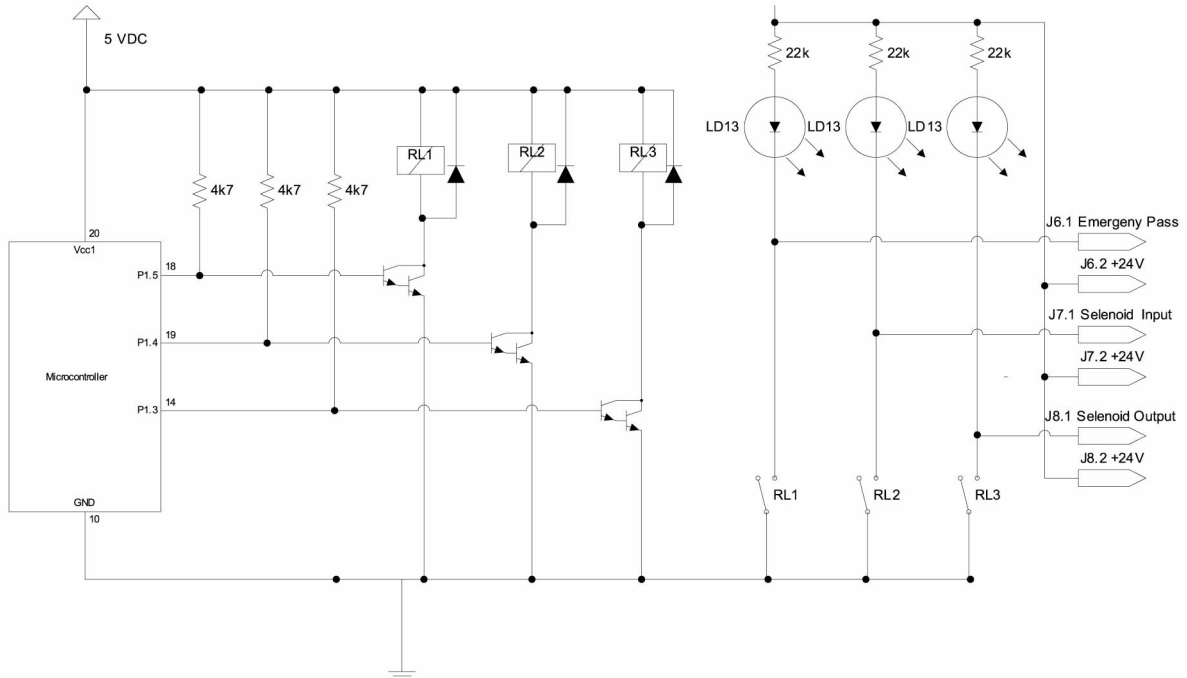 5 VDC
22k
22k
22k
LD13
LD13
LD13
RL1
RL2
RL3
4k7
4k7
4k7
20
Vcc1
J6.1 Emergeny Pass
P1.5
18
J6.2 +24V
J7.1 Selenoid Input
P1.4
19
J7.2 +24V
Microcontroller
P1.3
14
J8.1 Selenoid Output
J8.2 +24V
RL1
RL2
RL3
GND
10